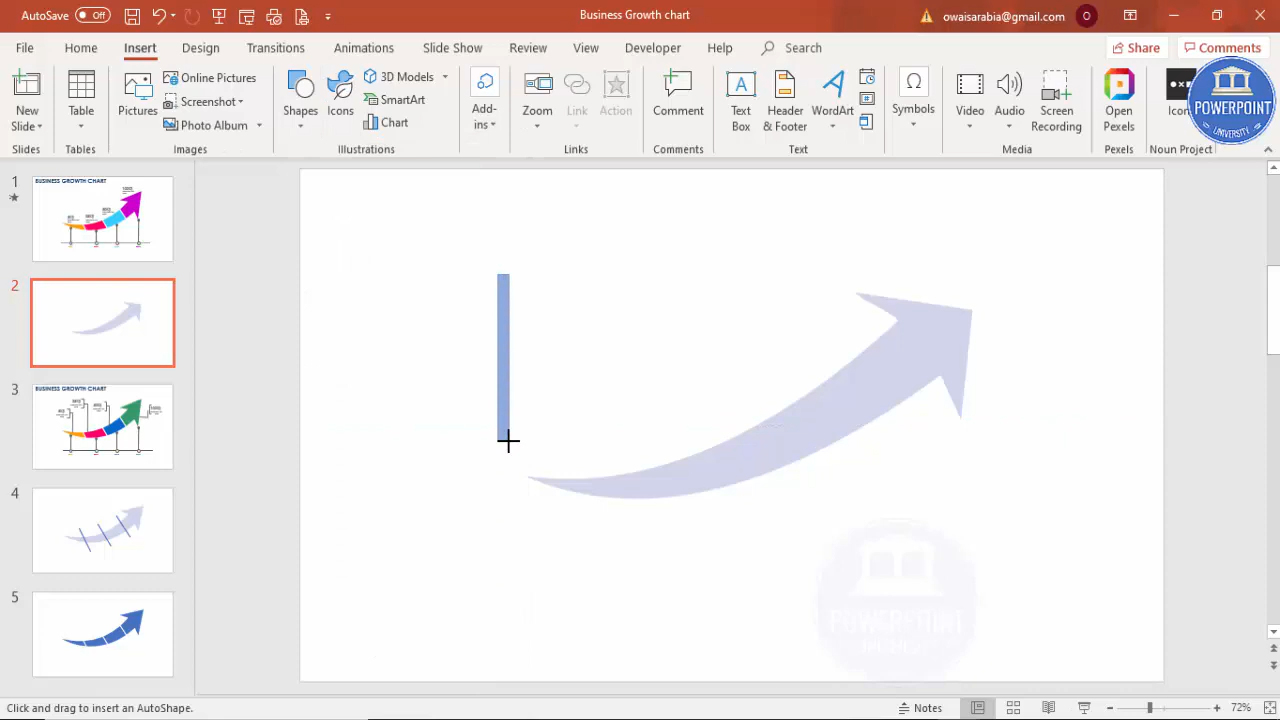 AutoSave Off
Business Growth chart
owaisarabia@gmail.com O
File Home Insert Design Transitions Animations Slide Show Review View Developer Help Search
Share Comments
New
Slide
Table
Pictures
Online Pictures
Screenshot
Photo Album
Shapes
Icons
3D Models
SmartArt
Chart
Add-
ins
Zoom
Link
Action
Comment
Text
Box
Header
& Footer
WordArt
Symbols
Video
Audio
Screen
Recording
Open
Pexels
Icon
POWERPOINT
UNIVERSITY
Slides Tables Images Illustrations Links Comments Text Media Pexels Noun Project
1
BUSINESS GROWTH CHART
2
3
BUSINESS GROWTH CHART
4
5
POWERPOINT
Click and drag to insert an AutoShape.
Notes
72%